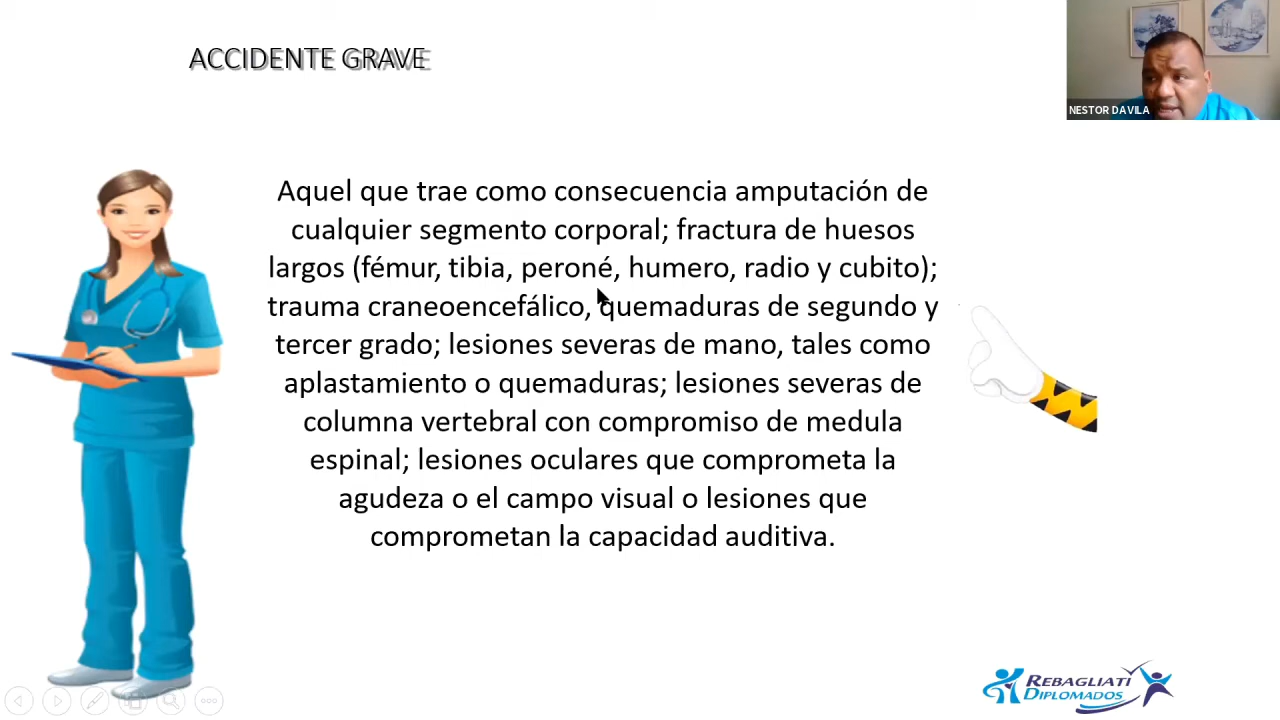 ACCIDENTE GRAVE
NESTOR DAVILA
Aquel que trae como consecuencia amputación de
cualquier segmento corporal; fractura de huesos
largos (fémur, tibia, peroné, humero, radio y cubito);
trauma craneoencefálico, quemaduras de segundo y
tercer grado; lesiones severas de mano, tales como
aplastamiento o quemaduras; lesiones severas de
columna vertebral con compromiso de medula
espinal; lesiones oculares que comprometa la
agudeza o el campo visual o lesiones que
comprometan la capacidad auditiva.
REBAGLIATI
DIPLOMADOS